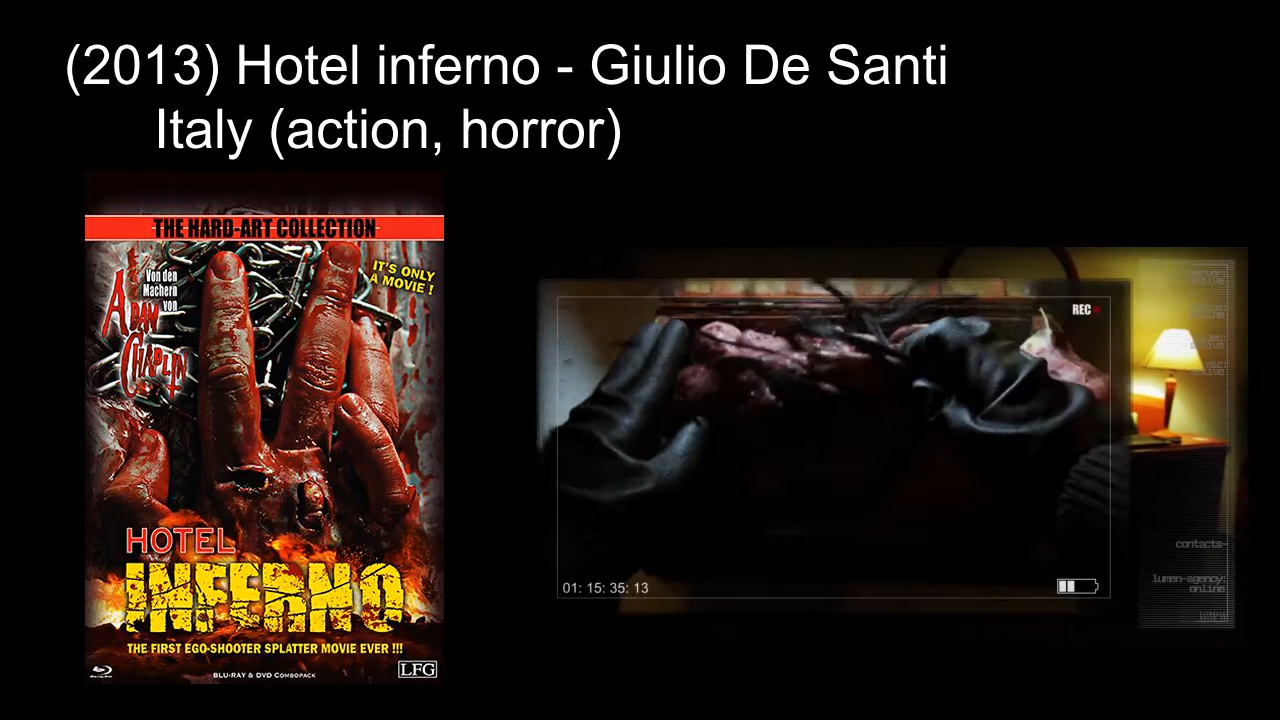 (2013) Hotel inferno - Giulio De Santi
Italy (action, horror)
THE HARD-ART COLLECTION
Von den
Machern
von
ADAM
CHAPLIN
IT'S ONLY
A MOVIE !
HOTEL
INFERNO
THE FIRST EGO-SHOOTER SPLATTER MOVIE EVER !!!
BLU-RAY & DVD COMBOPACK
LFG
REC
01: 15: 35: 13
contacts-
lumen-agency:
online